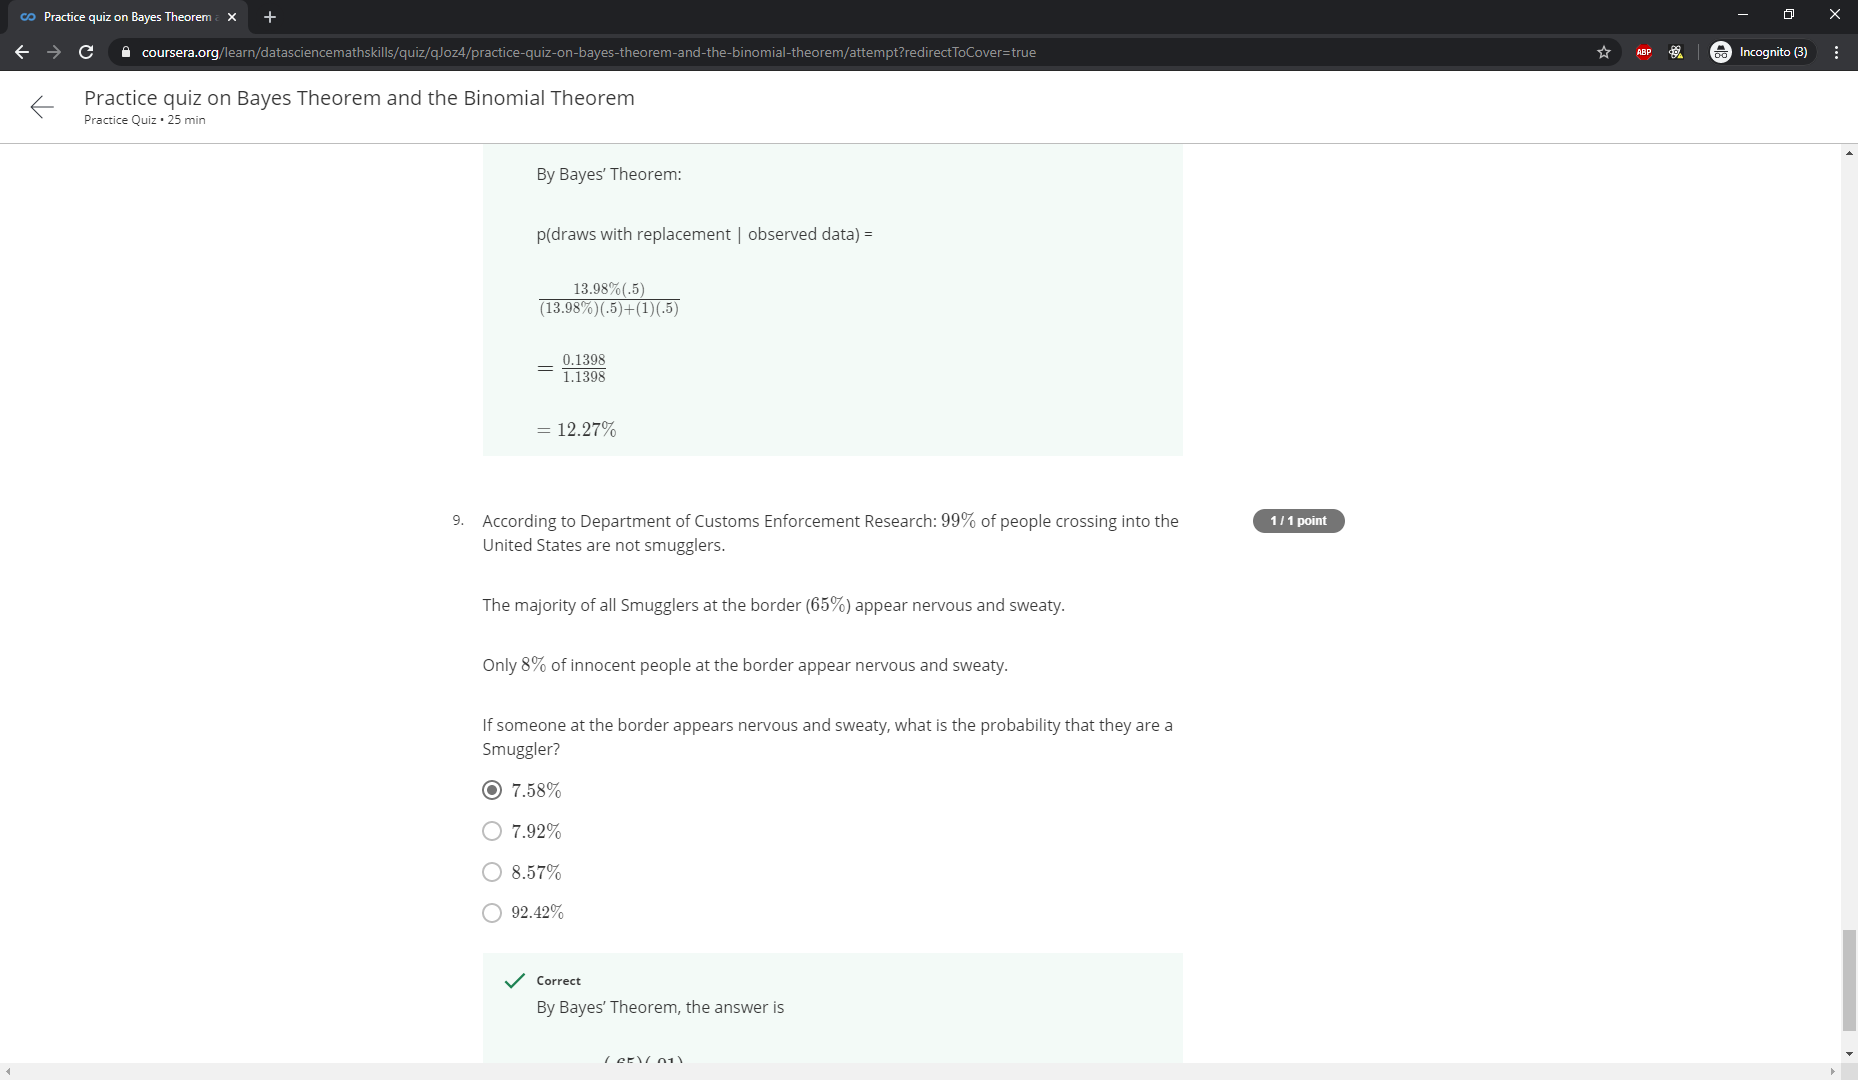 Practice quiz on Bayes Theorem a
coursera.org/learn/datasciencemathskills/quiz/qJoz4/practice-quiz-on-bayes-theorem-and-the-binomial-theorem/attempt?redirectToCover=true
ABP
Incognito (3)
Practice quiz on Bayes Theorem and the Binomial Theorem
Practice Quiz • 25 min
By Bayes’ Theorem:
p(draws with replacement | observed data) =
13.98%(.5)
(13.98%)(.5)+(1)(.5)
= 0.1398
1.1398
= 12.27%
9. According to Department of Customs Enforcement Research: 99% of people crossing into the
United States are not smugglers.
1 / 1 point
The majority of all Smugglers at the border (65%) appear nervous and sweaty.
Only 8% of innocent people at the border appear nervous and sweaty.
If someone at the border appears nervous and sweaty, what is the probability that they are a
Smuggler?
7.58%
7.92%
8.57%
92.42%
Correct
By Bayes’ Theorem, the answer is
(.65)(.01)